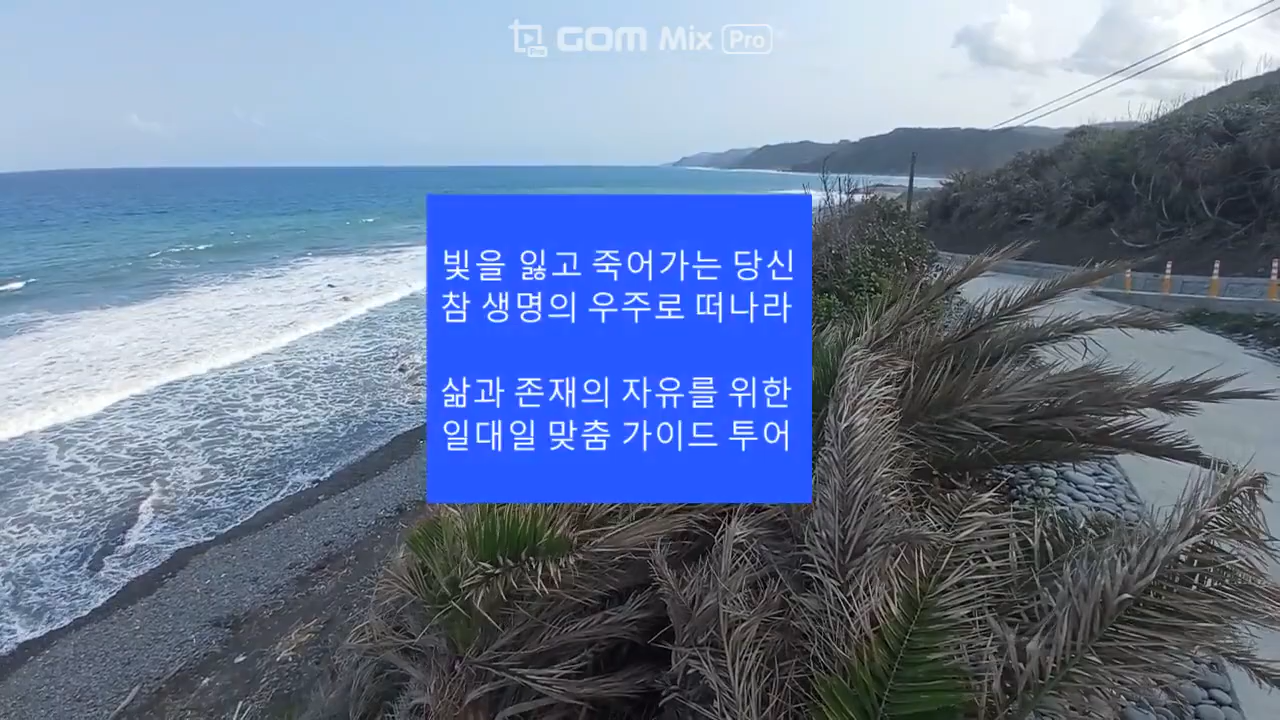 GOM Mix Pro
Pro
빛을 잃고 죽어가는 당신
참 생명의 우주로 떠나라
삶과 존재의 자유를 위한
일대일 맞춤 가이드 투어